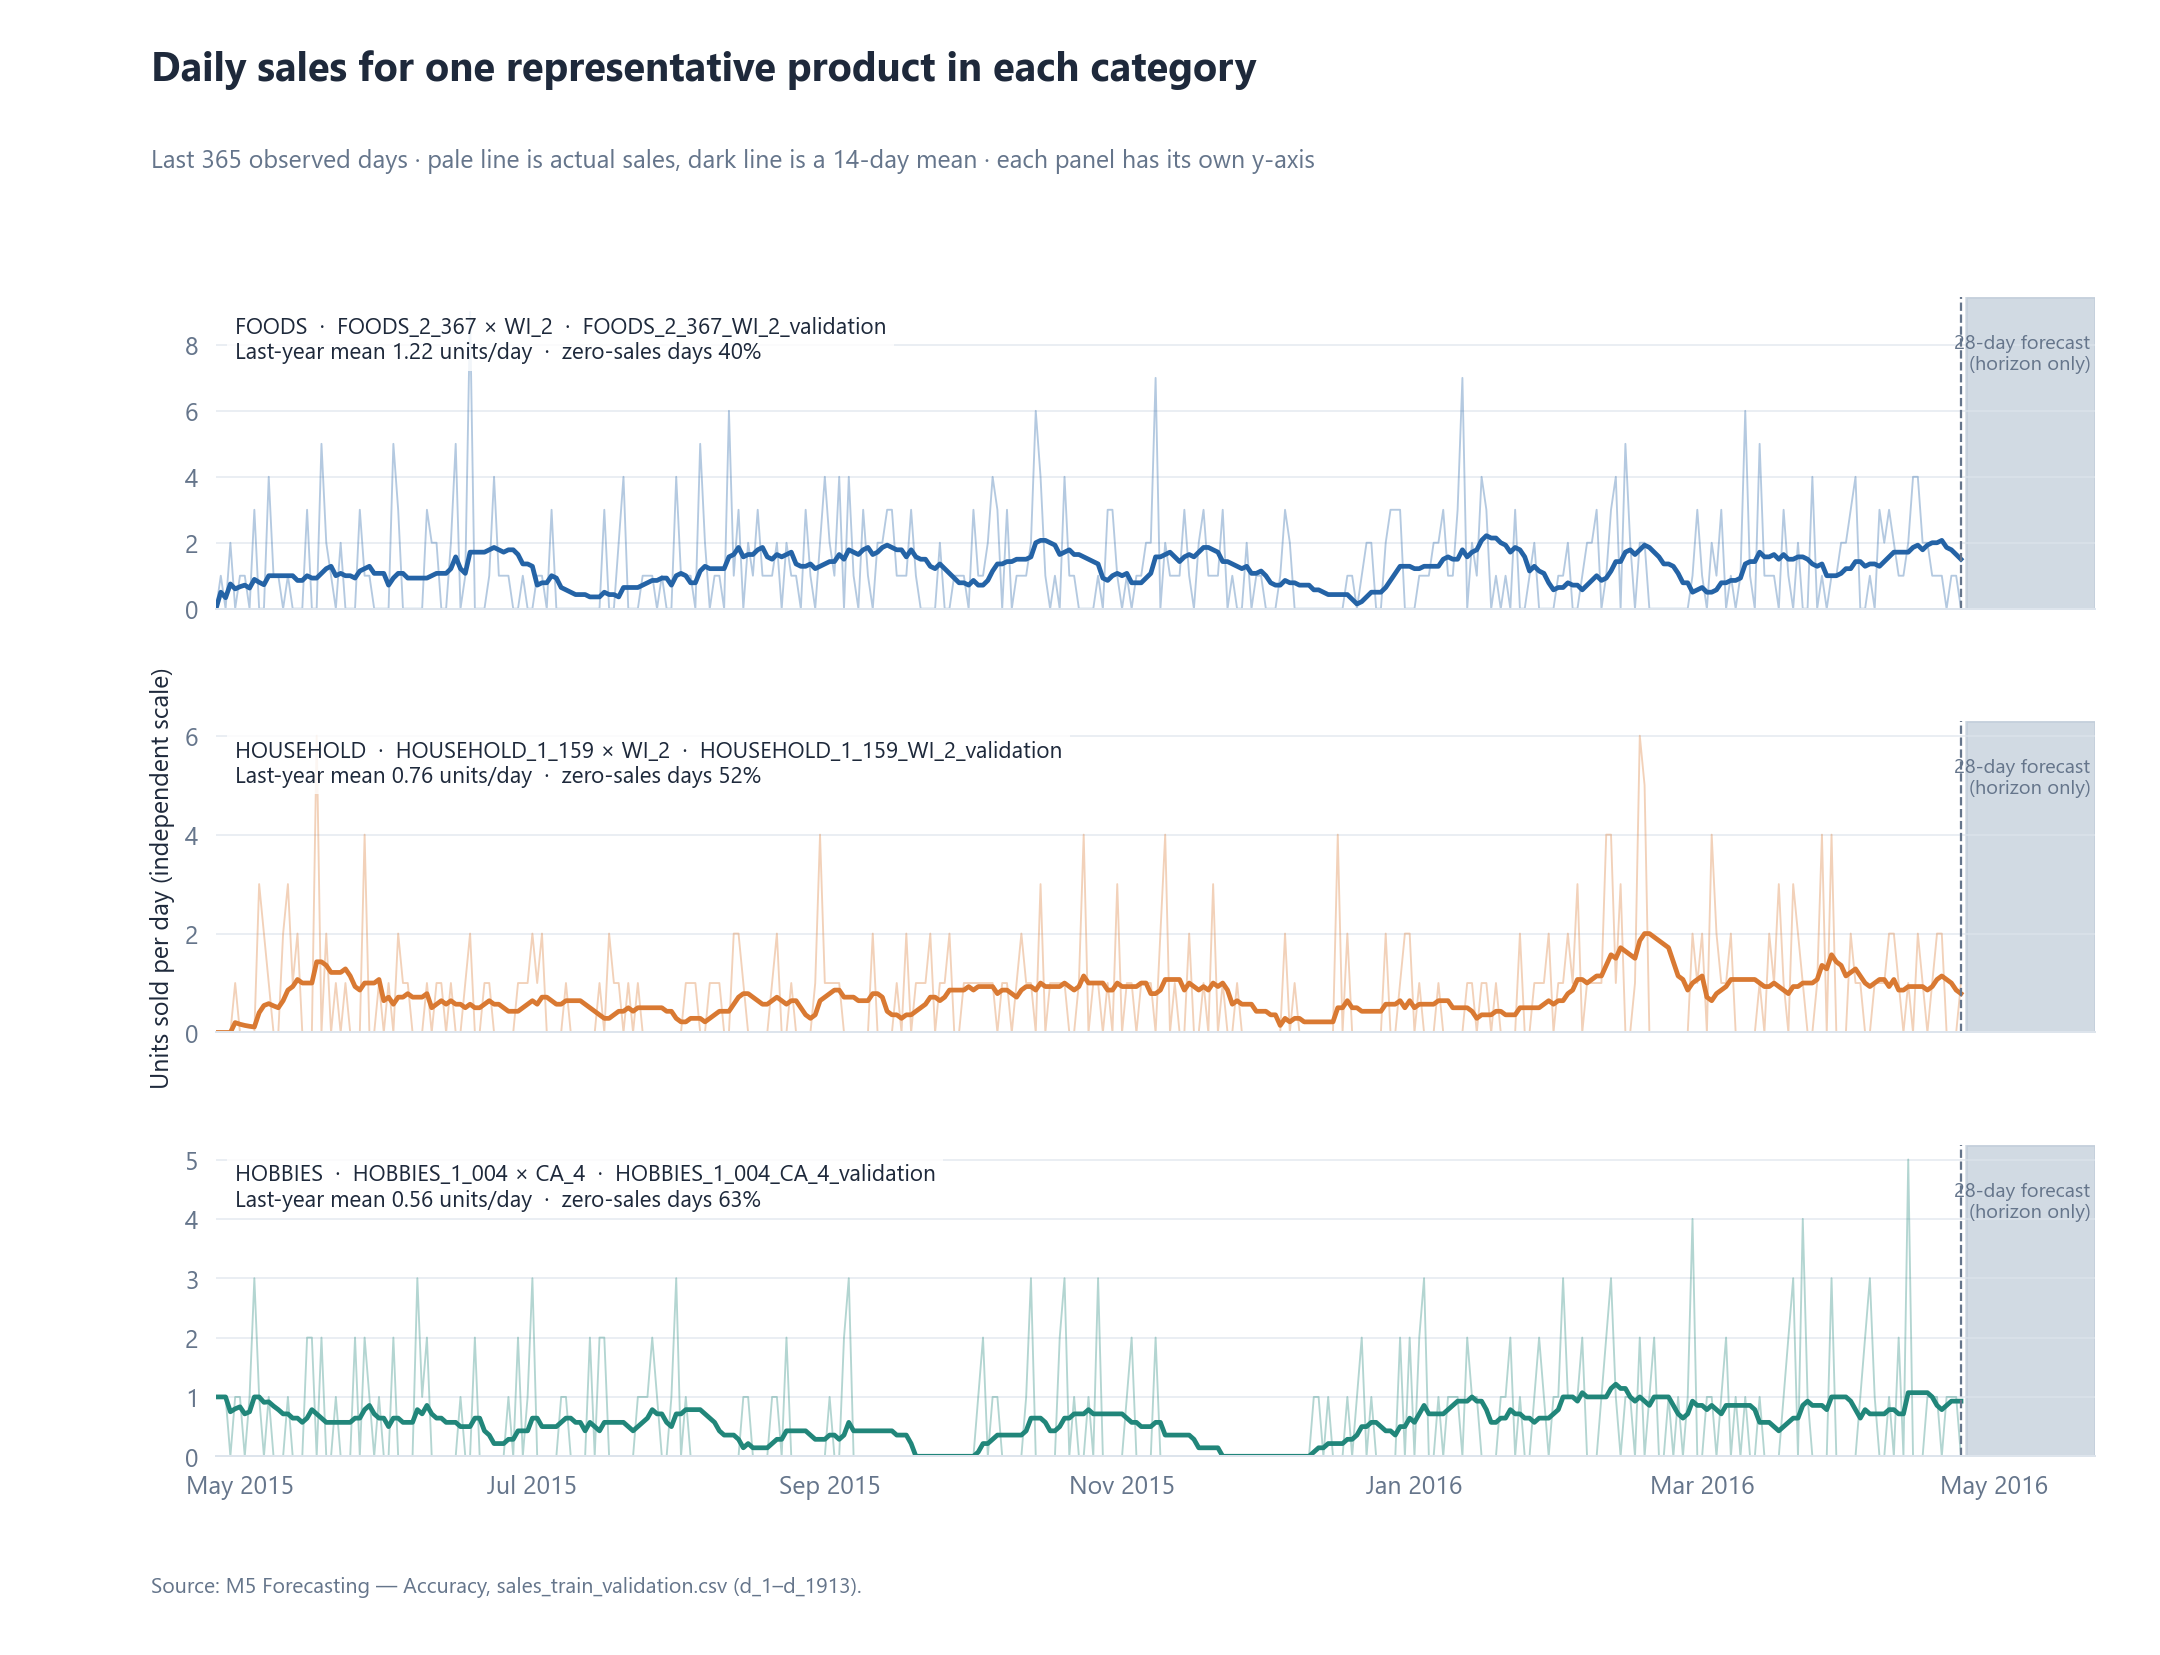 Daily sales for one representative product in each category
Last 365 observed days · pale line is actual sales, dark line is a 14-day mean · each panel has its own y-axis
Units sold per day (independent scale)
FOODS · FOODS_2_367 × WI_2 · FOODS_2_367_WI_2_validation
Last-year mean 1.22 units/day · zero-sales days 40%
28-day forecast
(horizon only)
8
6
4
2
0
HOUSEHOLD · HOUSEHOLD_1_159 × WI_2 · HOUSEHOLD_1_159_WI_2_validation
Last-year mean 0.76 units/day · zero-sales days 52%
28-day forecast
(horizon only)
6
4
2
0
HOBBIES · HOBBIES_1_004 × CA_4 · HOBBIES_1_004_CA_4_validation
Last-year mean 0.56 units/day · zero-sales days 63%
28-day forecast
(horizon only)
5
4
3
2
1
0
May 2015 Jul 2015 Sep 2015 Nov 2015 Jan 2016 Mar 2016 May 2016
Source: M5 Forecasting — Accuracy, sales_train_validation.csv (d_1–d_1913).